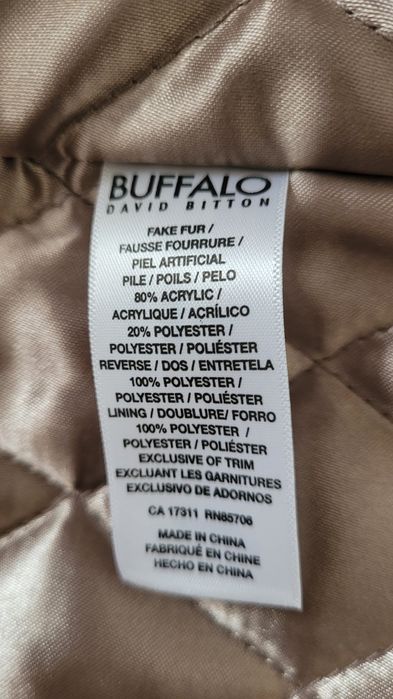 BUFFALO
DAVID BITTON
FAKE FUR /
FAUSSE FOURRURE /
PIEL ARTIFICIAL
PILE / POILS / PELO
80% ACRYLIC /
ACRYLIQUE / ACRÍLICO
20% POLYESTER /
POLYESTER / POLIÉSTER
REVERSE / DOS / ENTRETELA
100% POLYESTER /
POLYESTER / POLIÉSTER
LINING / DOUBLURE/ FORRO
100% POLYESTER /
POLYESTER / POLIÉSTER
EXCLUSIVE OF TRIM
EXCLUANT LES GARNITURES
EXCLUSIVO DE ADORNOS
CA 17311 RN85706
MADE IN CHINA
FABRIQUÉ EN CHINE
HECHO EN CHINA